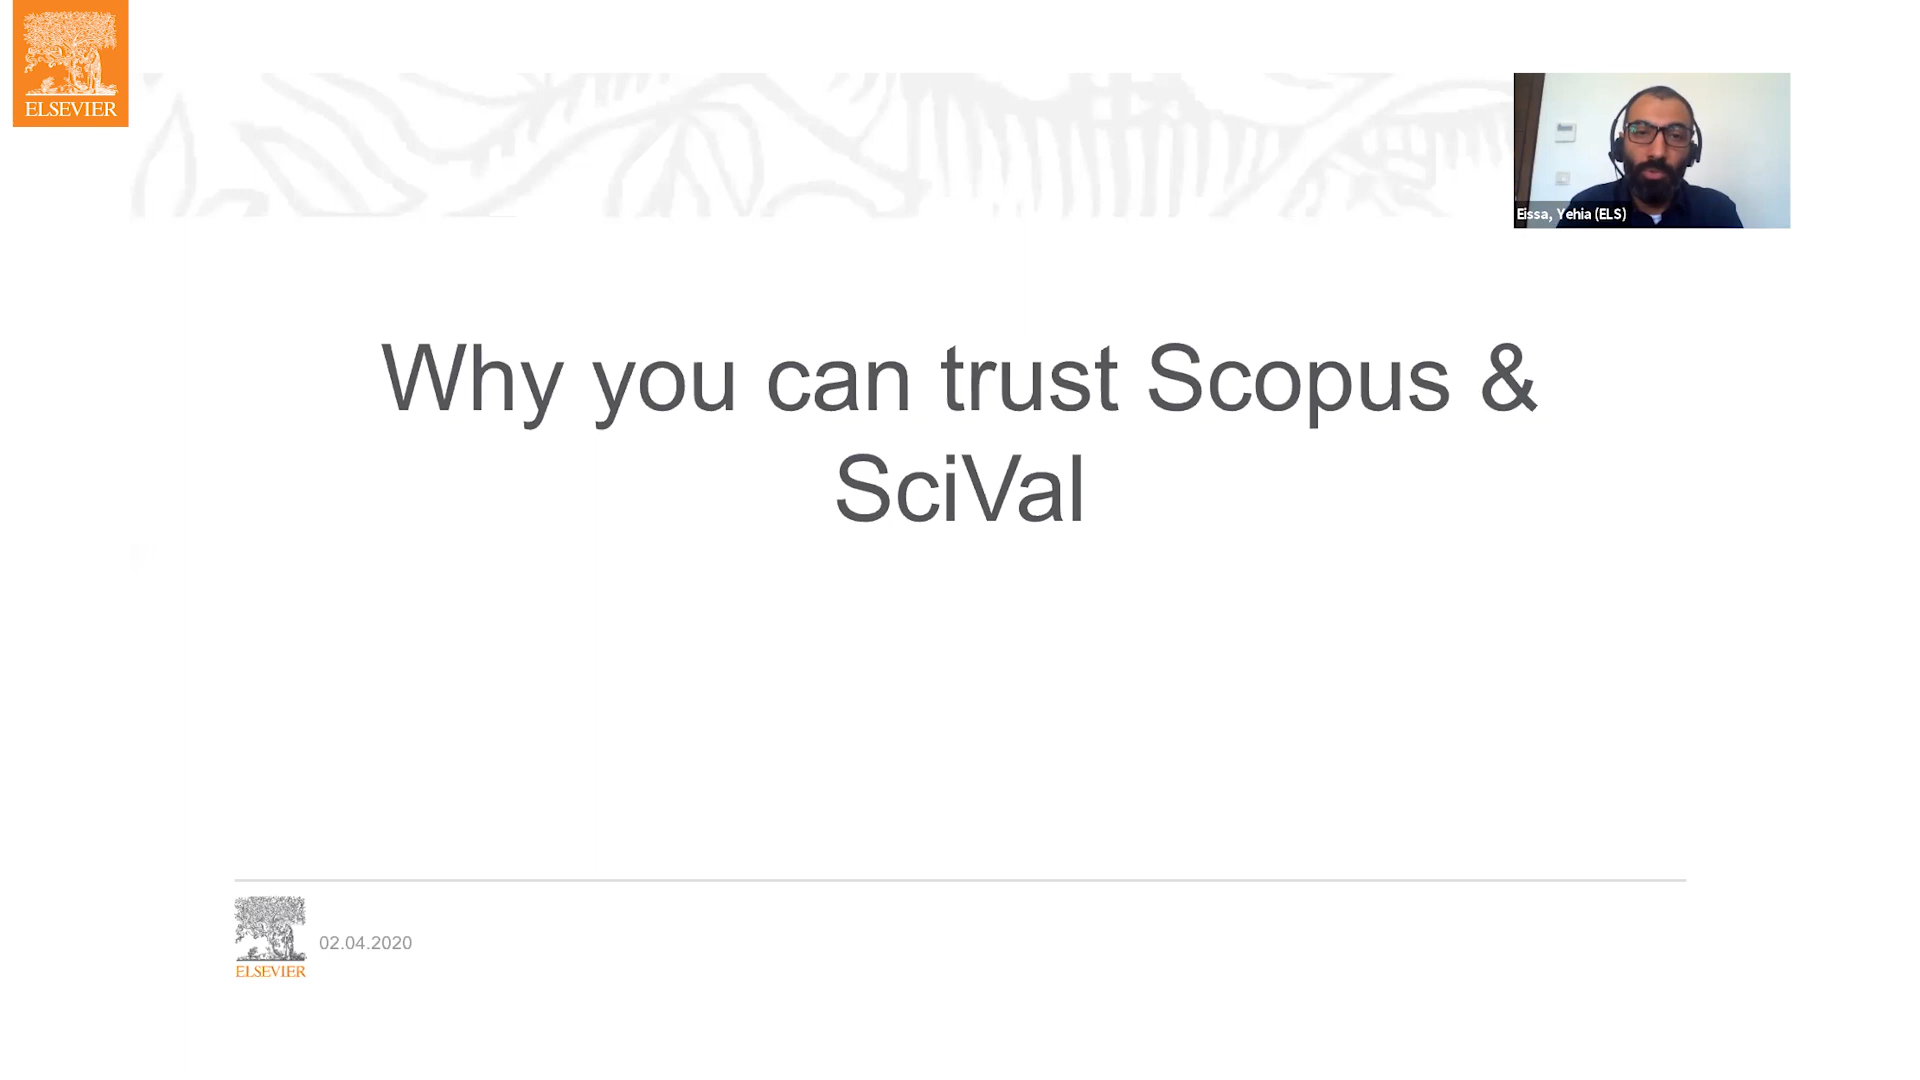 ELSEVIER
Eissa, Yehia (ELS)
Why you can trust Scopus &
SciVal
02.04.2020
ELSEVIER